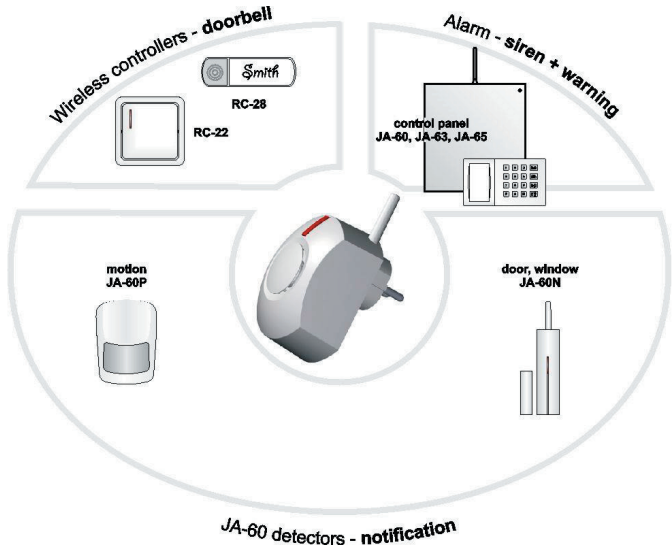 Wireless controllers - doorbell
Smith
RC-28
RC-22
Alarm - siren + warning
control panel
JA-60, JA-63, JA-65
motion
JA-60P
door, window
JA-60N
JA-60 detectors - notification